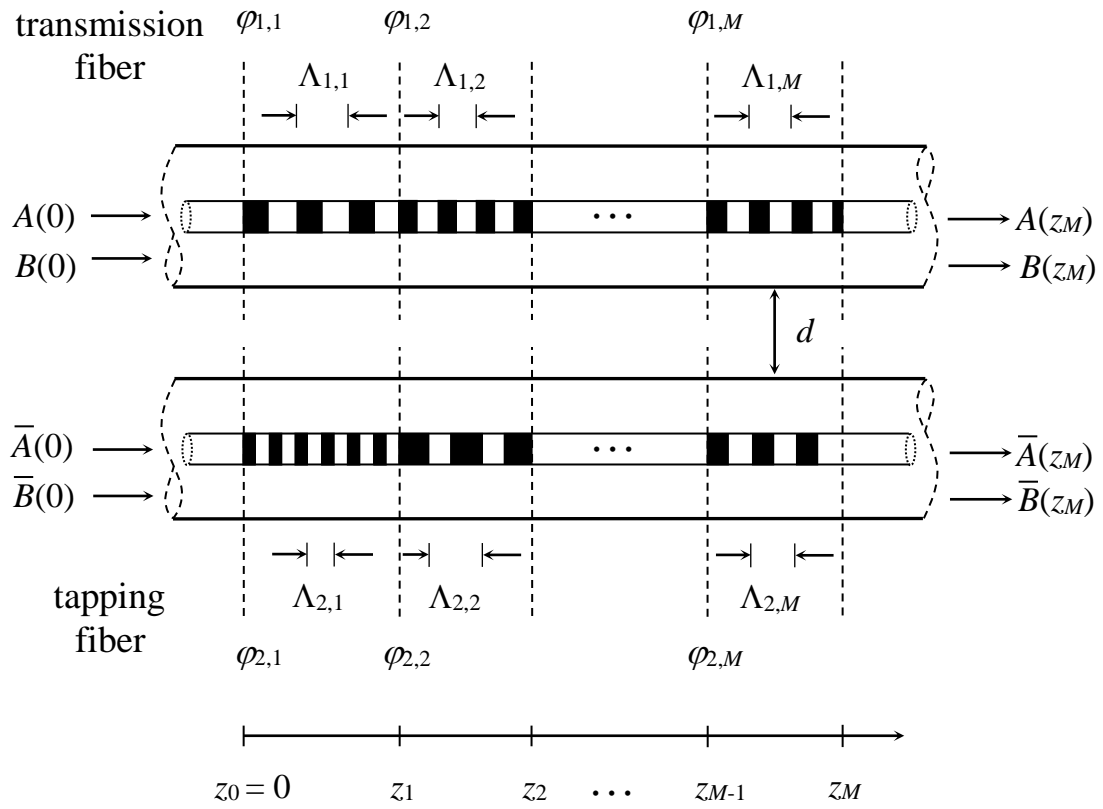 transmission fiber
φ1,1 φ1,2 φ1,M
Λ1,1 Λ1,2 Λ1,M
A(0) ··· A(zM)
B(0) B(zM)
d
A̅(0) ··· A̅(zM)
B̅(0) B̅(zM)
Λ2,1 Λ2,2 Λ2,M
tapping fiber
φ2,1 φ2,2 φ2,M
z0 = 0 z1 z2 ··· zM-1 zM